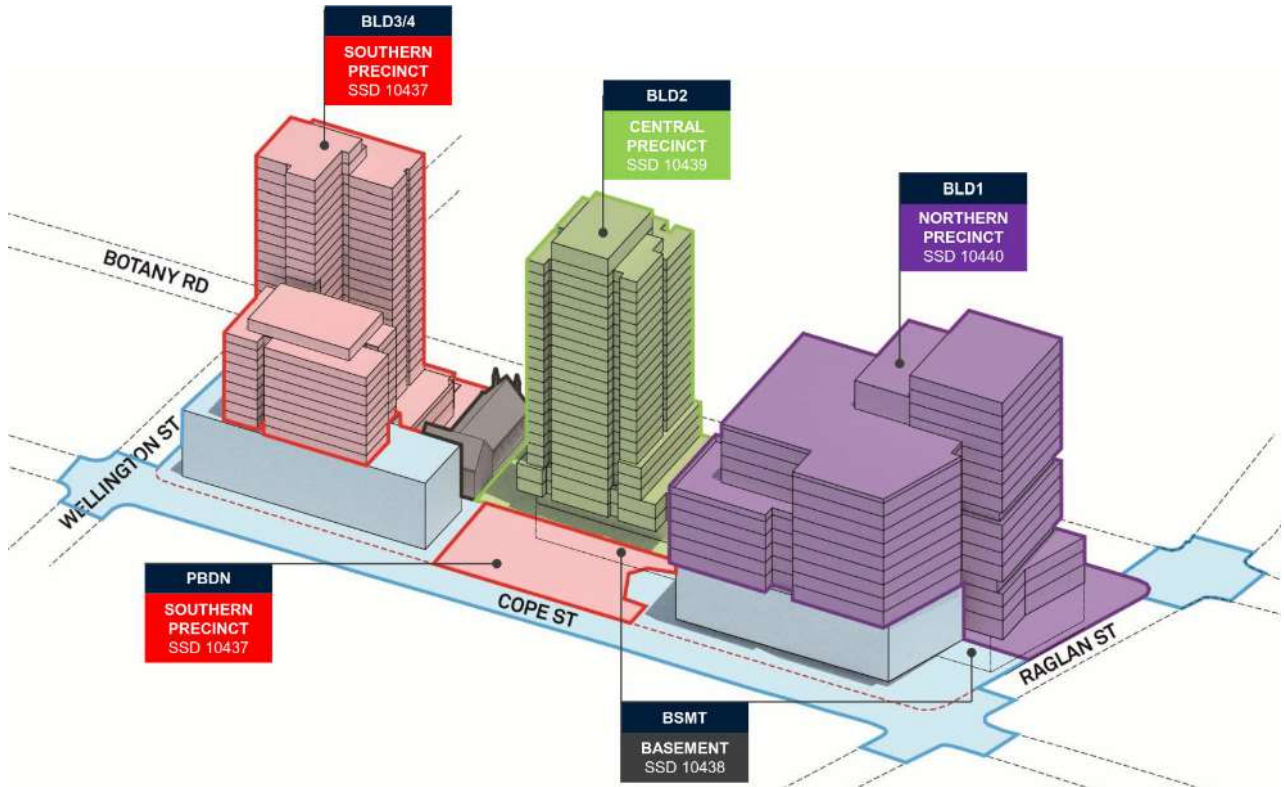 BLD3/4
SOUTHERN
PRECINCT
SSD 10437
BLD2
CENTRAL
PRECINCT
SSD 10439
BLD1
NORTHERN
PRECINCT
SSD 10440
BOTANY RD
WELLINGTON ST
PBDN
SOUTHERN
PRECINCT
SSD 10437
COPE ST
RAGLAN ST
BSMT
BASEMENT
SSD 10438